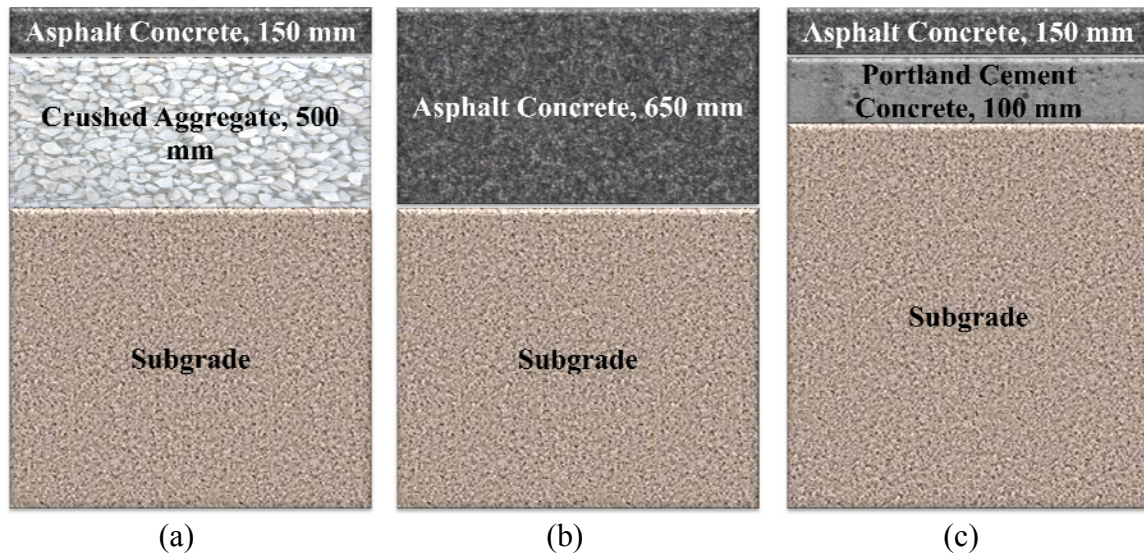 Asphalt Concrete, 150 mm
Crushed Aggregate, 500
mm
Subgrade
(a)
Asphalt Concrete, 650 mm
Subgrade
(b)
Asphalt Concrete, 150 mm
Portland Cement
Concrete, 100 mm
Subgrade
(c)